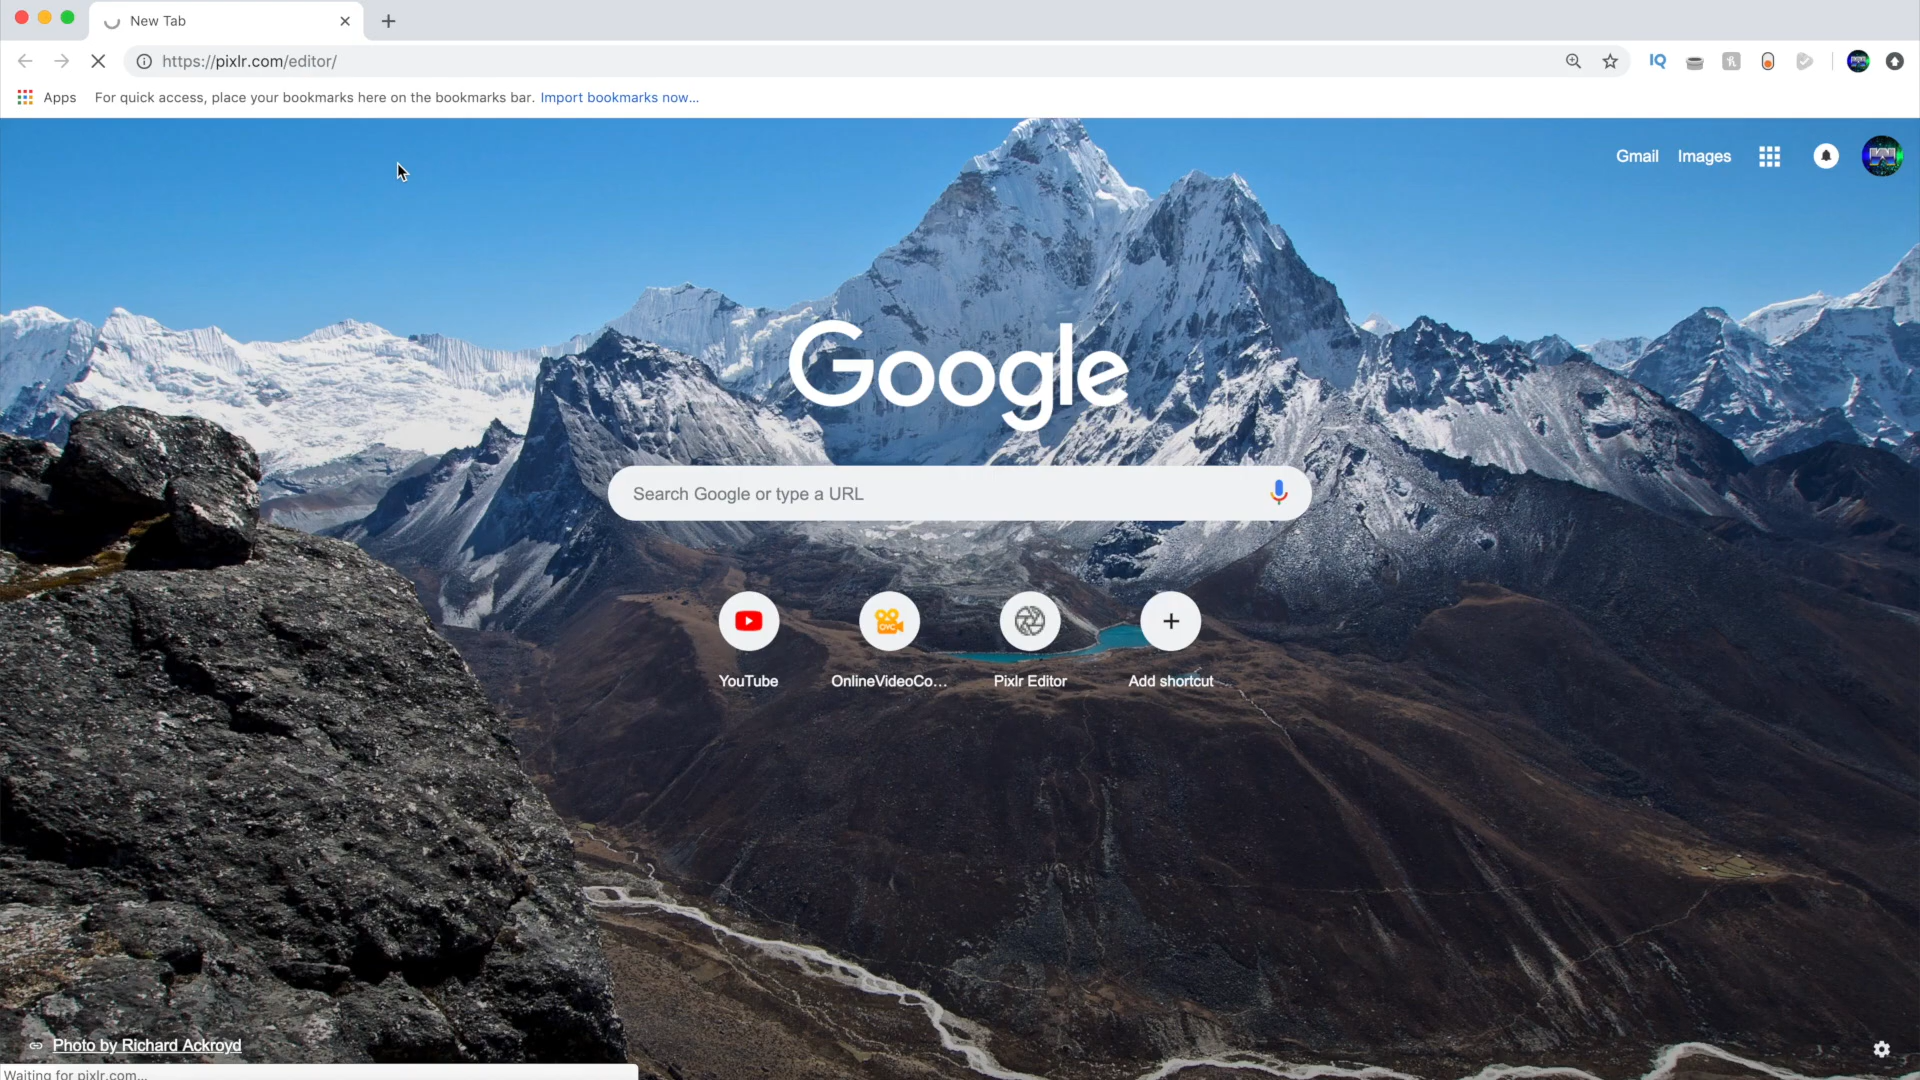 New Tab
https://pixlr.com/editor/
IQ
Apps For quick access, place your bookmarks here on the bookmarks bar. Import bookmarks now...
Gmail Images
Google
Search Google or type a URL
OVC
YouTube OnlineVideoCo... Pixlr Editor Add shortcut
Photo by Richard Ackroyd
Waiting for pixlr.com...